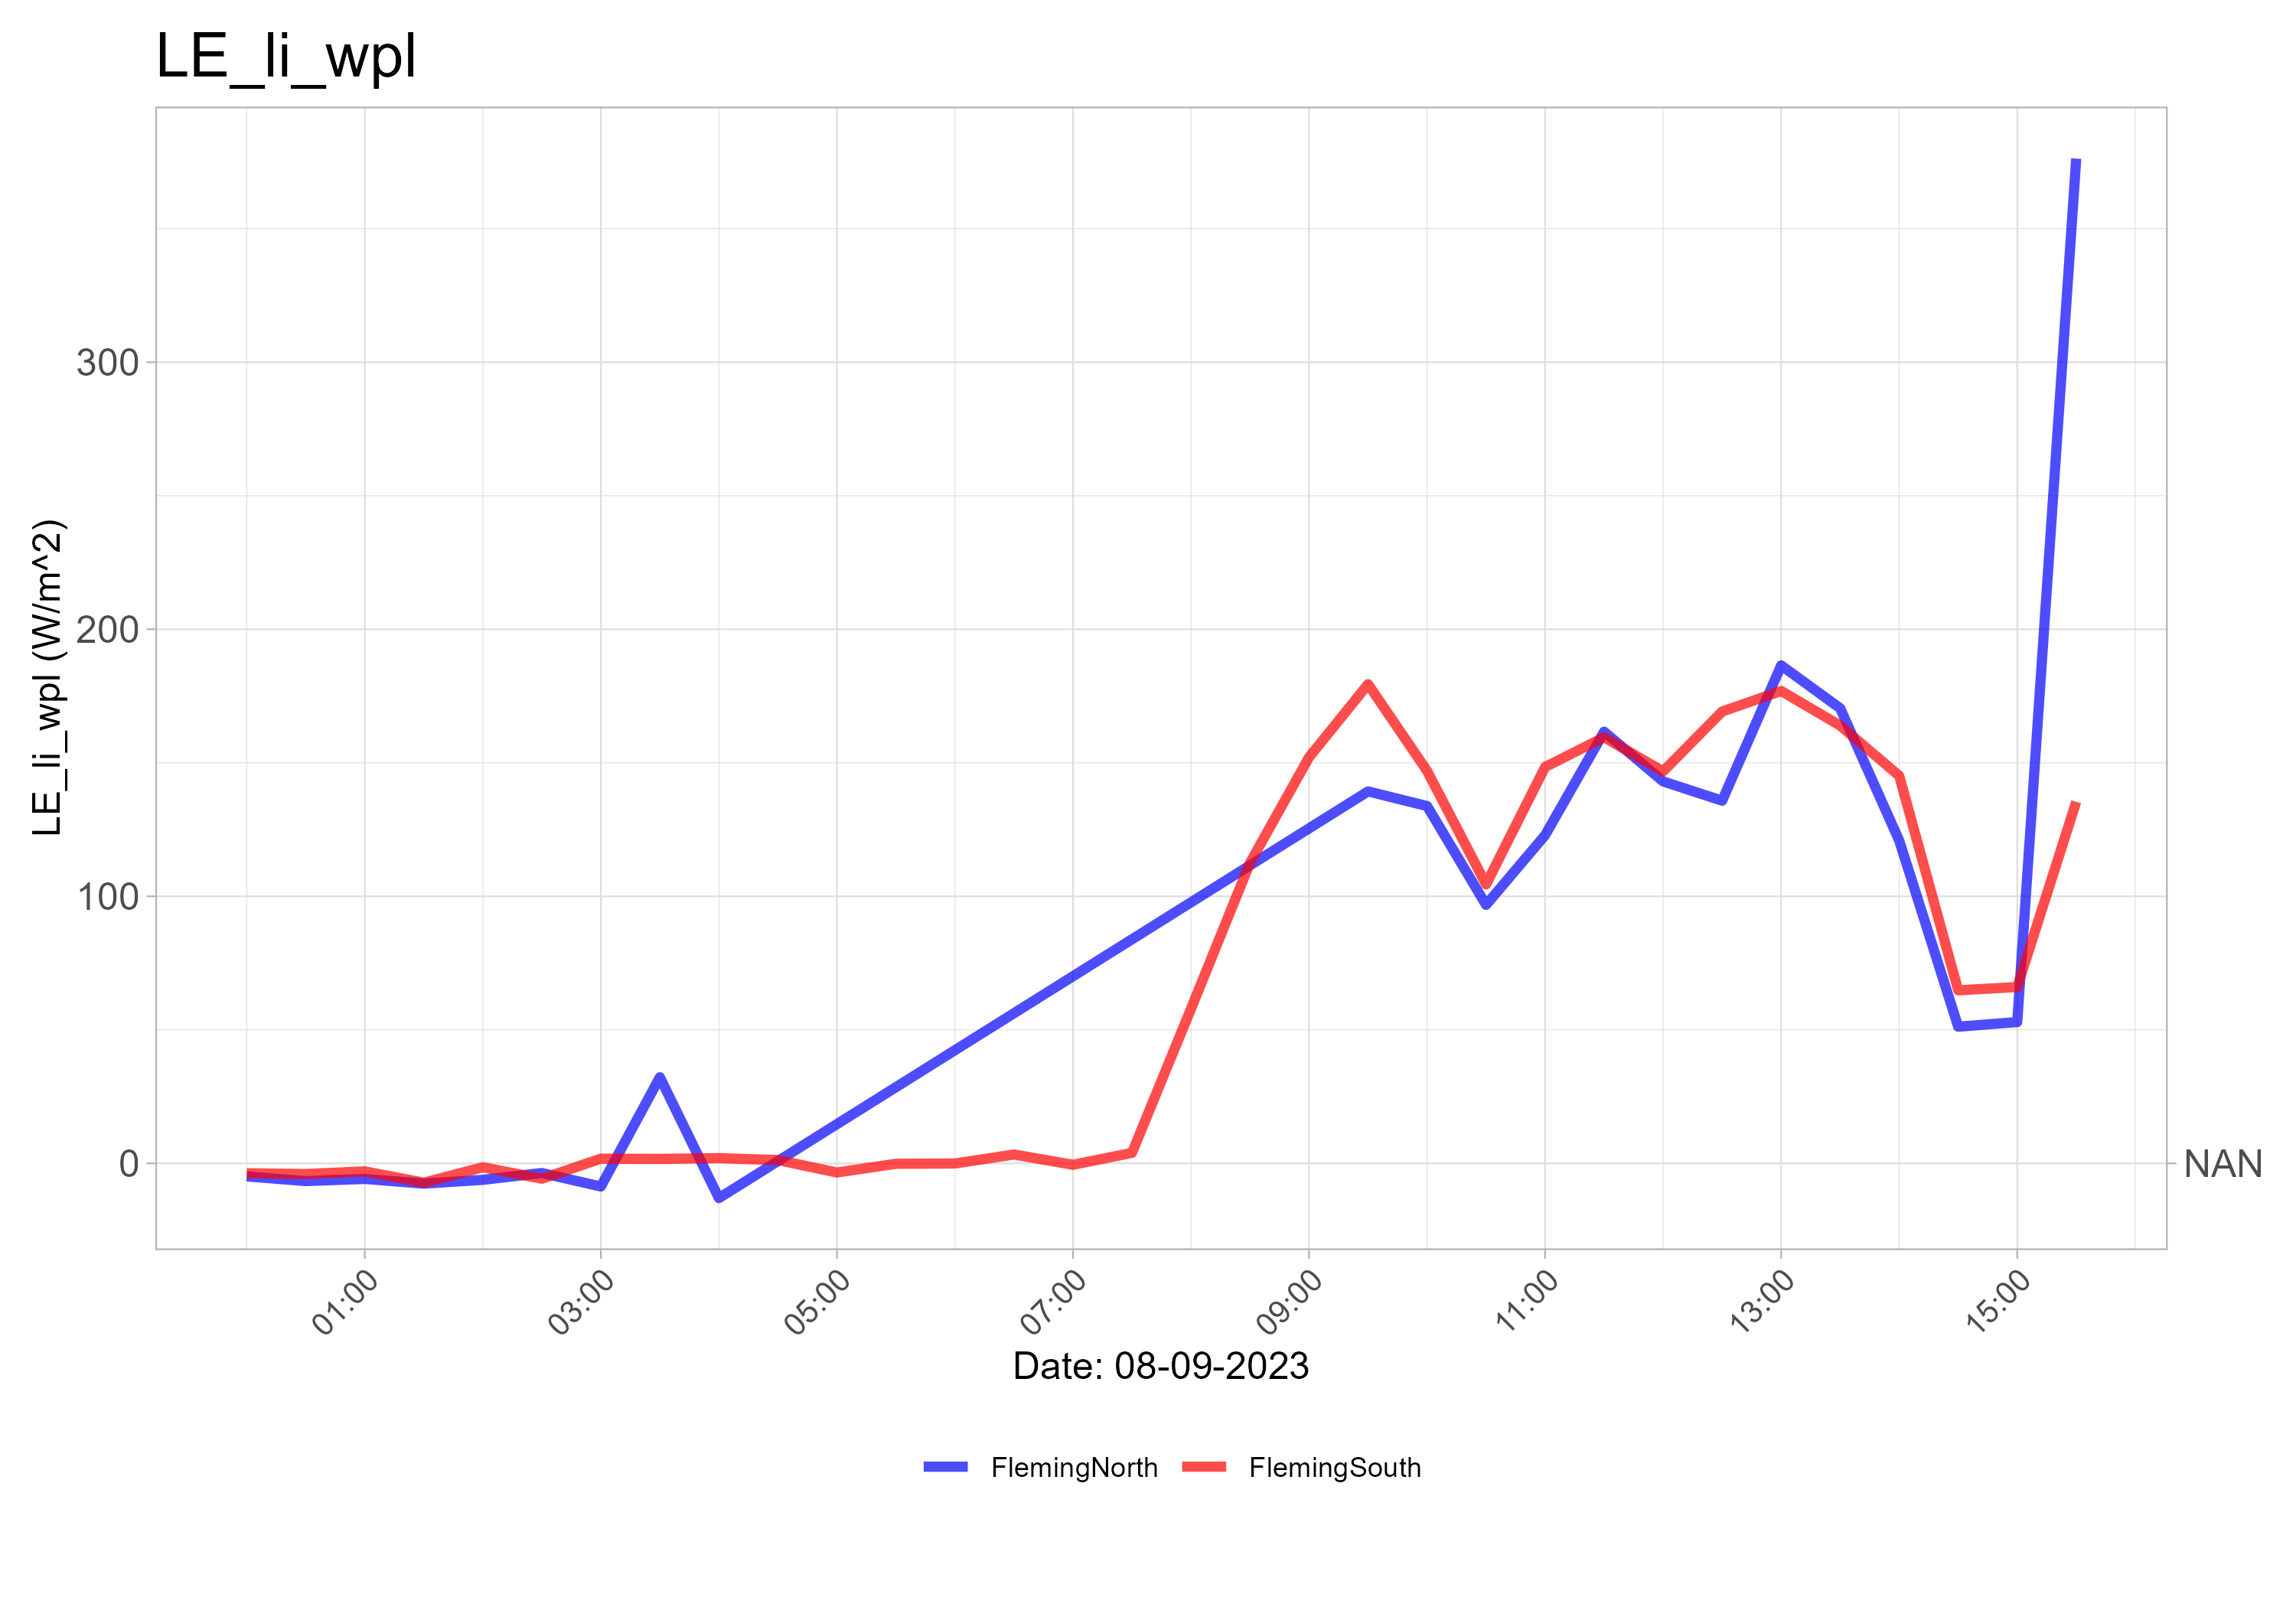 LE_li_wpl
LE_li_wpl (W/m^2)
300
200
100
0
NAN
01:00
03:00
05:00
07:00
09:00
11:00
13:00
15:00
Date: 08-09-2023
FlemingNorth
FlemingSouth